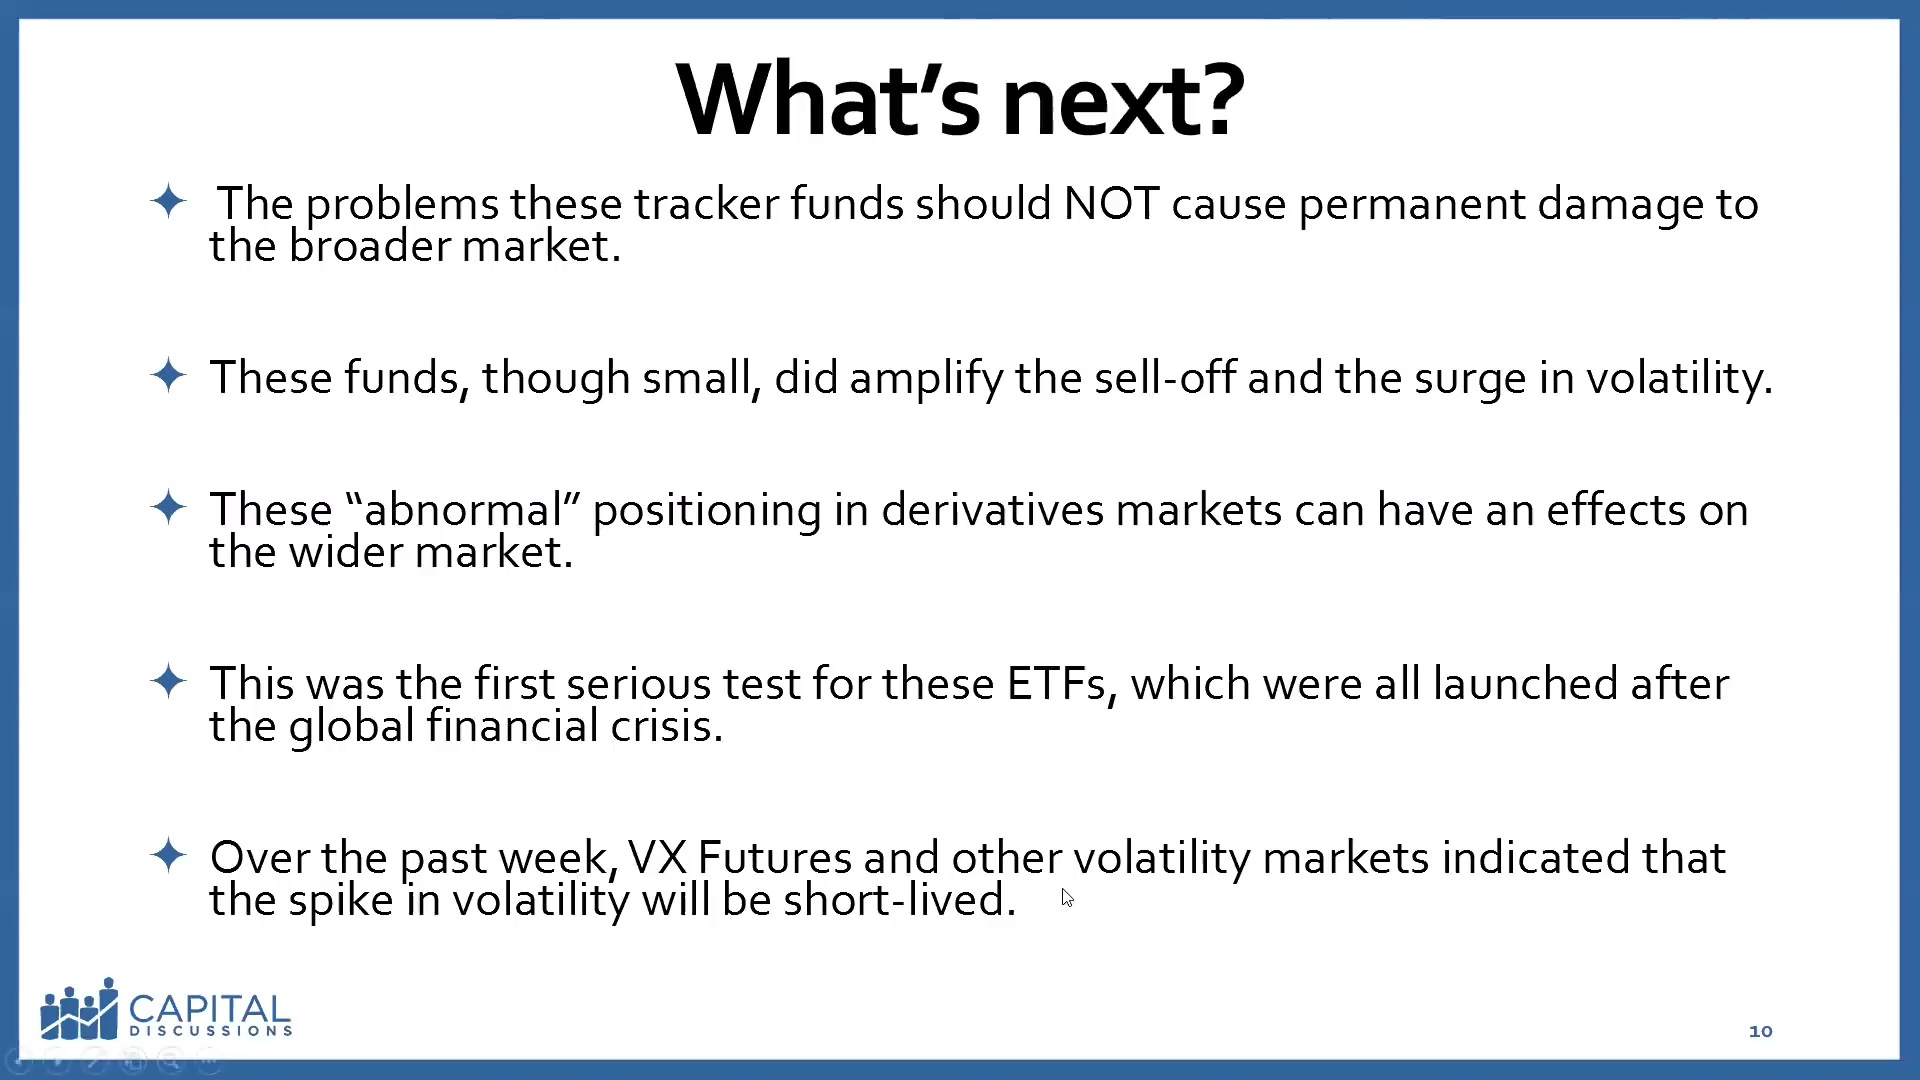 What’s next?
The problems these tracker funds should NOT cause permanent damage to
the broader market.
These funds, though small, did amplify the sell-off and the surge in volatility.
These “abnormal” positioning in derivatives markets can have an effects on
the wider market.
This was the first serious test for these ETFs, which were all launched after
the global financial crisis.
Over the past week, VX Futures and other volatility markets indicated that
the spike in volatility will be short-lived.
CAPITAL
DISCUSSIONS
10